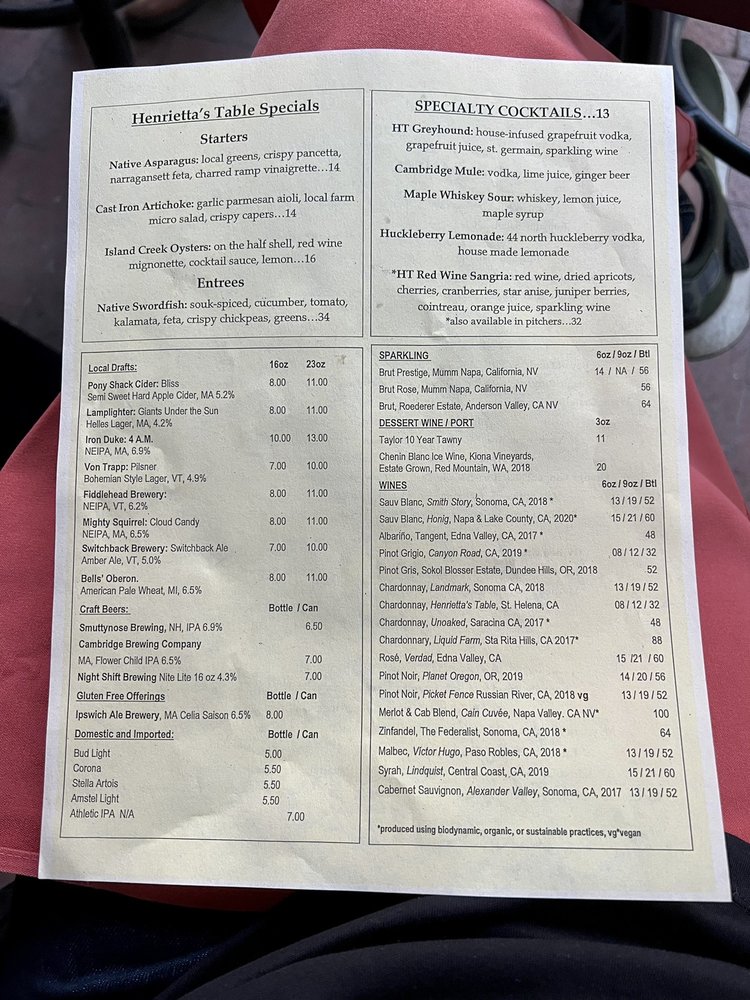 Henrietta's Table Specials
Starters
Native Asparagus: local greens, crispy pancetta,
narragansett feta, charred ramp vinaigrette…14
Cast Iron Artichoke: garlic parmesan aioli, local farm
micro salad, crispy capers…14
Island Creek Oysters: on the half shell, red wine
mignonette, cocktail sauce, lemon…16
Entrees
Native Swordfish: souk-spiced, cucumber, tomato,
kalamata, feta, crispy chickpeas, greens…34
SPECIALTY COCKTAILS…13
HT Greyhound: house-infused grapefruit vodka,
grapefruit juice, st. germain, sparkling wine
Cambridge Mule: vodka, lime juice, ginger beer
Maple Whiskey Sour: whiskey, lemon juice,
maple syrup
Huckleberry Lemonade: 44 north huckleberry vodka,
house made lemonade
*HT Red Wine Sangria: red wine, dried apricots,
cherries, cranberries, star anise, juniper berries,
cointreau, orange juice, sparkling wine
*also available in pitchers…32
Local Drafts: 16oz 23oz
Pony Shack Cider: Bliss 8.00 11.00
Semi Sweet Hard Apple Cider, MA 5.2%
Lamplighter: Giants Under the Sun 8.00 11.00
Helles Lager, MA, 4.2%
Iron Duke: 4 A.M. 10.00 13.00
NEIPA, MA, 6.9%
Von Trapp: Pilsner 7.00 10.00
Bohemian Style Lager, VT, 4.9%
Fiddlehead Brewery: 8.00 11.00
NEIPA, VT, 6.2%
Mighty Squirrel: Cloud Candy 8.00 11.00
NEIPA, MA, 6.5%
Switchback Brewery: Switchback Ale 7.00 10.00
Amber Ale, VT, 5.0%
Bells' Oberon. 8.00 11.00
American Pale Wheat, MI, 6.5%
Craft Beers: Bottle / Can
Smuttynose Brewing, NH, IPA 6.9% 6.50
Cambridge Brewing Company
MA, Flower Child IPA 6.5% 7.00
Night Shift Brewing Nite Lite 16 oz 4.3% 7.00
Gluten Free Offerings Bottle / Can
Ipswich Ale Brewery, MA Celia Saison 6.5% 8.00
Domestic and Imported: Bottle / Can
Bud Light 5.00
Corona 5.50
Stella Artois 5.50
Amstel Light 5.50
Athletic IPA N/A 7.00
SPARKLING 6oz / 9oz / Btl
Brut Prestige, Mumm Napa, California, NV 14 / NA / 56
Brut Rose, Mumm Napa, California, NV 56
Brut, Roederer Estate, Anderson Valley, CA NV 64
DESSERT WINE / PORT 3oz
Taylor 10 Year Tawny 11
Chenin Blanc Ice Wine, Kiona Vineyards,
Estate Grown, Red Mountain, WA, 2018 20
WINES 6oz / 9oz / Btl
Sauv Blanc, Smith Story, Sonoma, CA, 2018 * 13 / 19 / 52
Sauv Blanc, Honig, Napa & Lake County, CA, 2020* 15 / 21 / 60
Albariño, Tangent, Edna Valley, CA, 2017 * 48
Pinot Grigio, Canyon Road, CA, 2019 * 08 / 12 / 32
Pinot Gris, Sokol Blosser Estate, Dundee Hills, OR, 2018 52
Chardonnay, Landmark, Sonoma CA, 2018 13 / 19 / 52
Chardonnay, Henrietta's Table, St. Helena, CA 08 / 12 / 32
Chardonnay, Unoaked, Saracina CA, 2017 * 48
Chardonnary, Liquid Farm, Sta Rita Hills, CA 2017* 88
Rosé, Verdad, Edna Valley, CA 15 /21 / 60
Pinot Noir, Planet Oregon, OR, 2019 14 / 20 / 56
Pinot Noir, Picket Fence Russian River, CA, 2018 vg 13 / 19 / 52
Merlot & Cab Blend, Cain Cuvée, Napa Valley. CA NV* 100
Zinfandel, The Federalist, Sonoma, CA, 2018 * 64
Malbec, Victor Hugo, Paso Robles, CA, 2018 * 13 / 19 / 52
Syrah, Lindquist, Central Coast, CA, 2019 15 / 21 / 60
Cabernet Sauvignon, Alexander Valley, Sonoma, CA, 2017 13 / 19 / 52
*produced using biodynamic, organic, or sustainable practices, vg*vegan